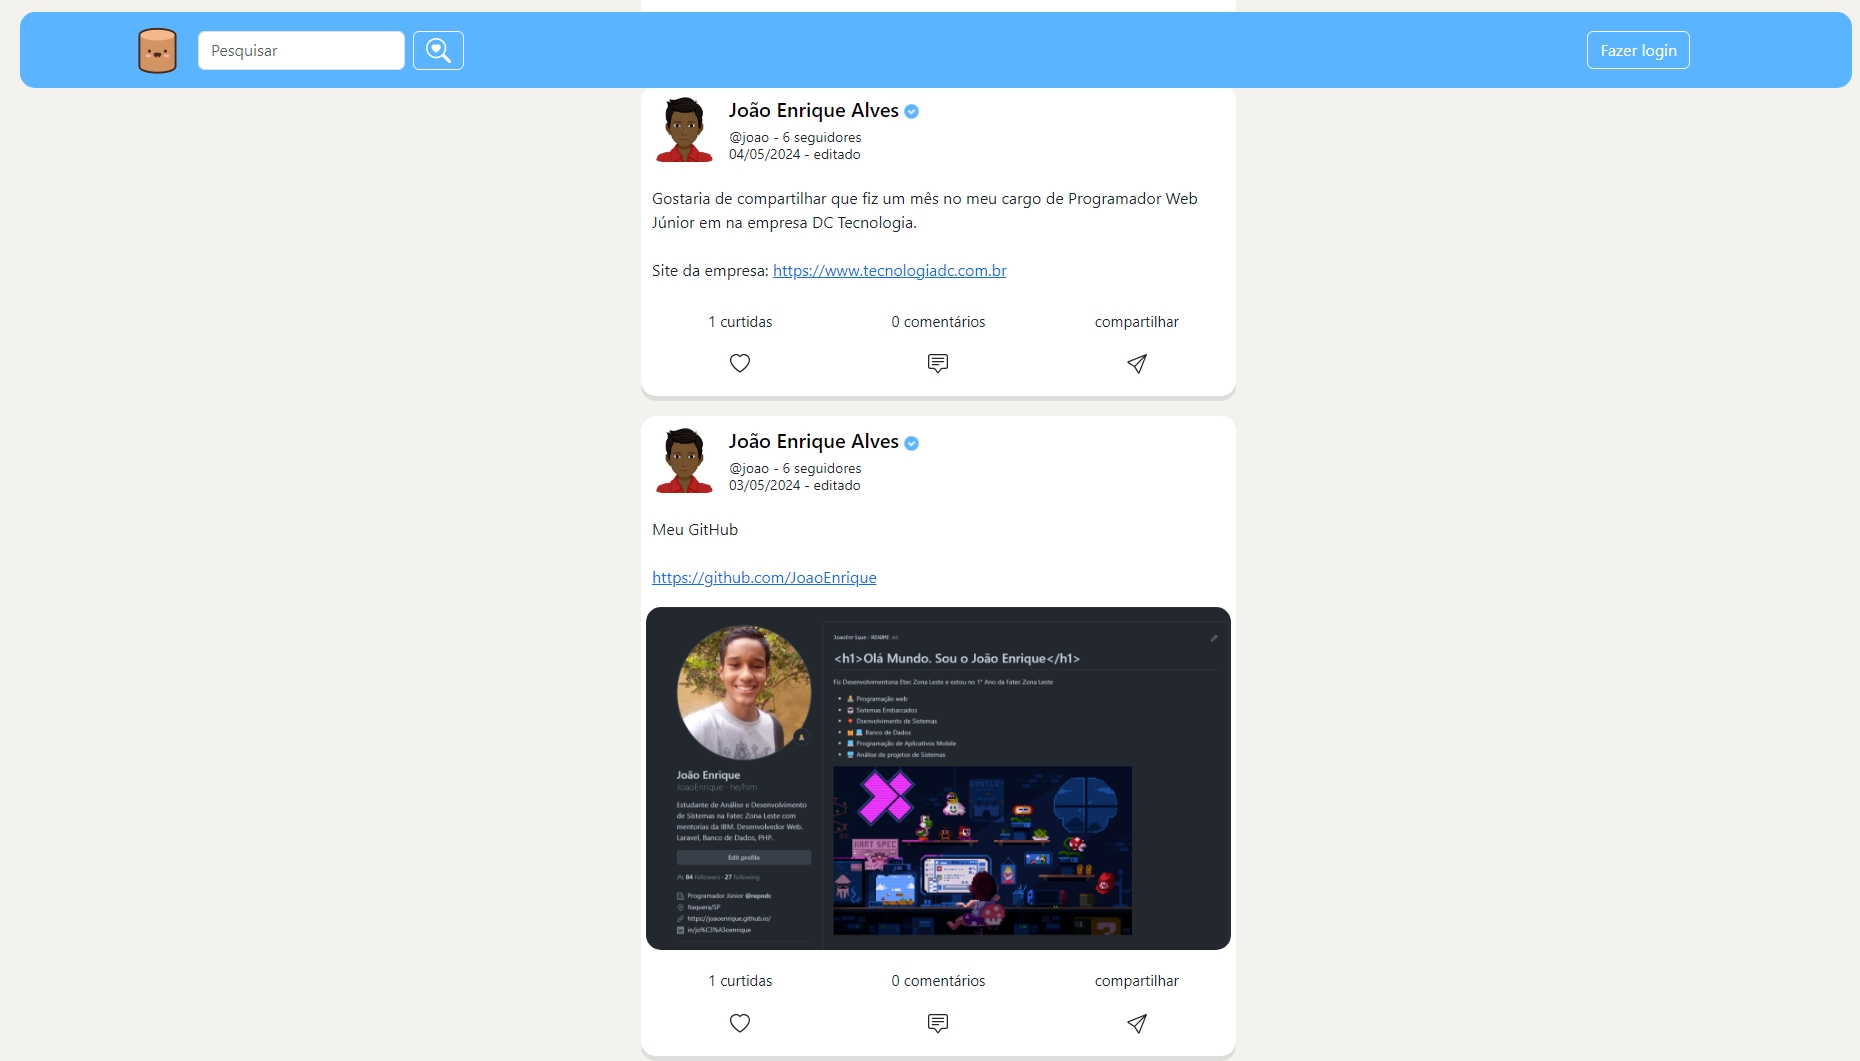 Pesquisar
Fazer login
João Enrique Alves
@joao - 6 seguidores
04/05/2024 - editado
Gostaria de compartilhar que fiz um mês no meu cargo de Programador Web
Júnior em na empresa DC Tecnologia.
Site da empresa: https://www.tecnologiadc.com.br
1 curtidas
0 comentários
compartilhar
João Enrique Alves
@joao - 6 seguidores
03/05/2024 - editado
Meu GitHub
https://github.com/JoaoEnrique
João Enrique
JoaoEnrique · he/him
Estudante de Análise e Desenvolvimento
de Sistemas na Fatec Zona Leste com
mentorias da IBM. Desenvolvedor Web.
Laravel, Banco de Dados, PHP.
Edit profile
84 followers · 27 following
Programador Júnior @repodc
Itaquera/SP
https://joaoenrique.github.io/
in/jo%C3%A3oenrique
JoaoEnrique / README .md
<h1>Olá Mundo. Sou o João Enrique</h1>
Fiz Desenvolvimentona Etec Zona Leste e estou no 1° Ano da Fatec Zona Leste
Programação web
Sistemas Embarcados
Dsenvolvimento de Sistemas
Banco de Dados
Programação de Aplicativos Mobile
Análise de projetos de Sistemas
KART SPEC
1 curtidas
0 comentários
compartilhar